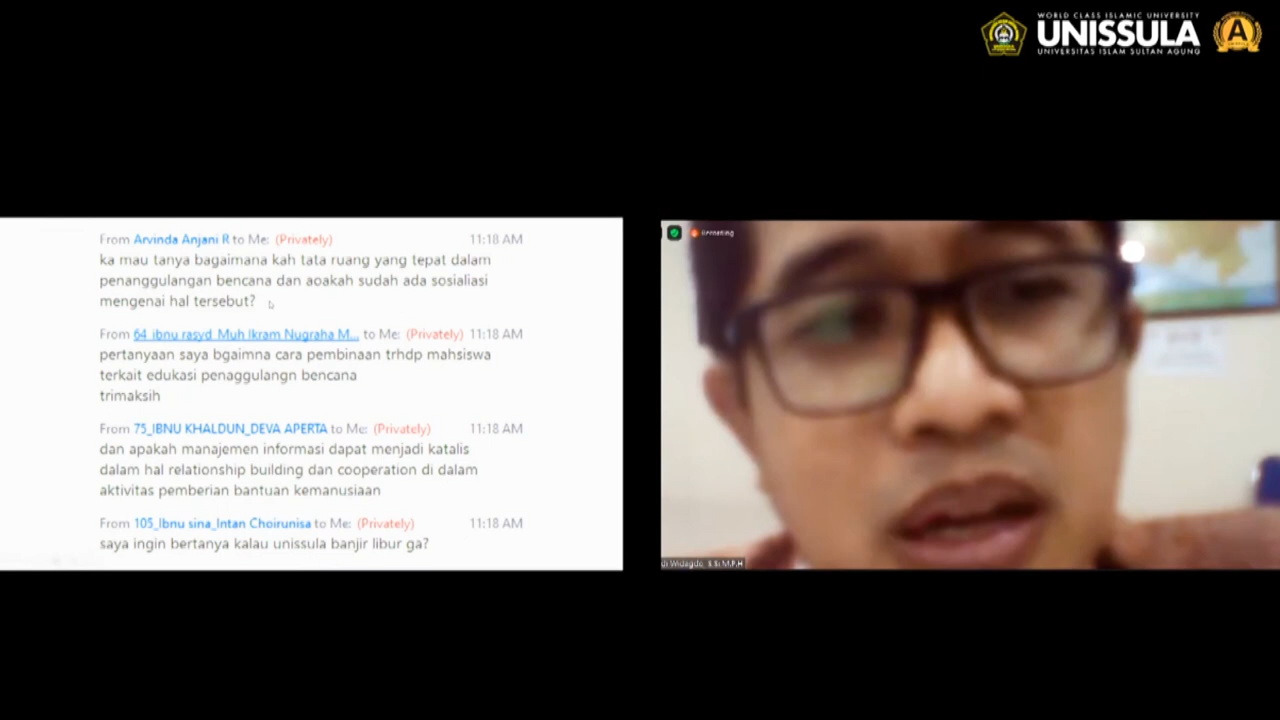 WORLD CLASS ISLAMIC UNIVERSITY
UNISSULA
UNIVERSITAS ISLAM SULTAN AGUNG
A
From Arvinda Anjani R to Me: (Privately) 11:18 AM
ka mau tanya bagaimana kah tata ruang yang tepat dalam
penanggulangan bencana dan aoakah sudah ada sosialiasi
mengenai hal tersebut?
From 64_ibnu rasyd_Muh Ikram Nugraha M... to Me: (Privately) 11:18 AM
pertanyaan saya bgaimna cara pembinaan trhdp mahsiswa
terkait edukasi penaggulangn bencana
trimaksih
From 75_IBNU KHALDUN_DEVA APERTA to Me: (Privately) 11:18 AM
dan apakah manajemen informasi dapat menjadi katalis
dalam hal relationship building dan cooperation di dalam
aktivitas pemberian bantuan kemanusiaan
From 105_Ibnu sina_Intan Choirunisa to Me: (Privately) 11:18 AM
saya ingin bertanya kalau unissula banjir libur ga?
Recording
di Widagdo, S.Si.M.P.H